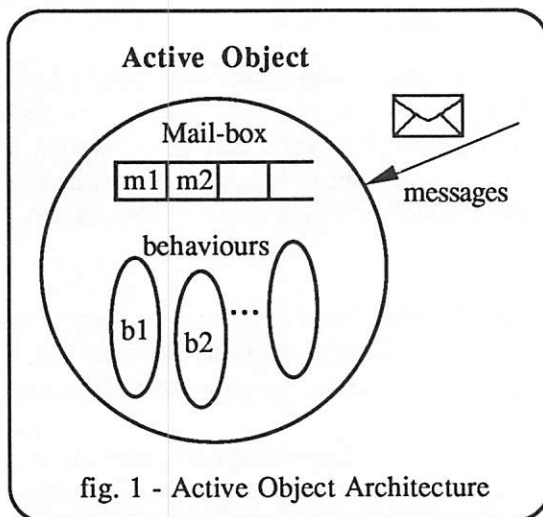 Active Object
Mail-box
m1 m2
messages
behaviours
b1 b2 ...
fig. 1 - Active Object Architecture